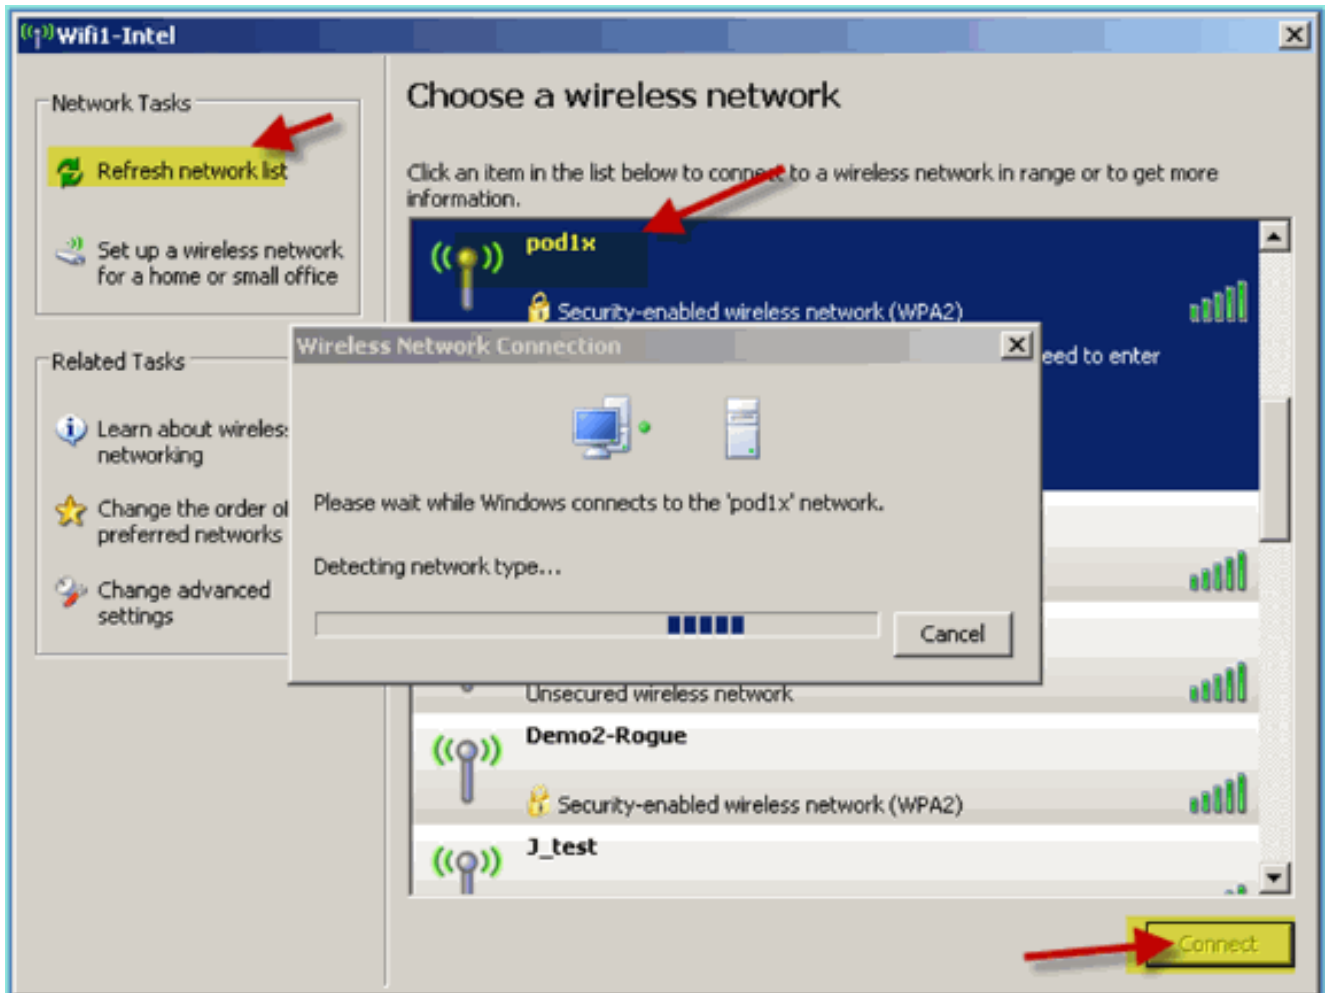 Wifi1-Intel
Network Tasks
Refresh network list
Set up a wireless network
for a home or small office
Related Tasks
Learn about wireless
networking
Change the order of
preferred networks
Change advanced
settings
Choose a wireless network
Click an item in the list below to connect to a wireless network in range or to get more
information.
pod1x
Security-enabled wireless network (WPA2)
eed to enter
Wireless Network Connection
Please wait while Windows connects to the 'pod1x' network.
Detecting network type...
Cancel
Unsecured wireless network
Demo2-Rogue
Security-enabled wireless network (WPA2)
J_test
Connect